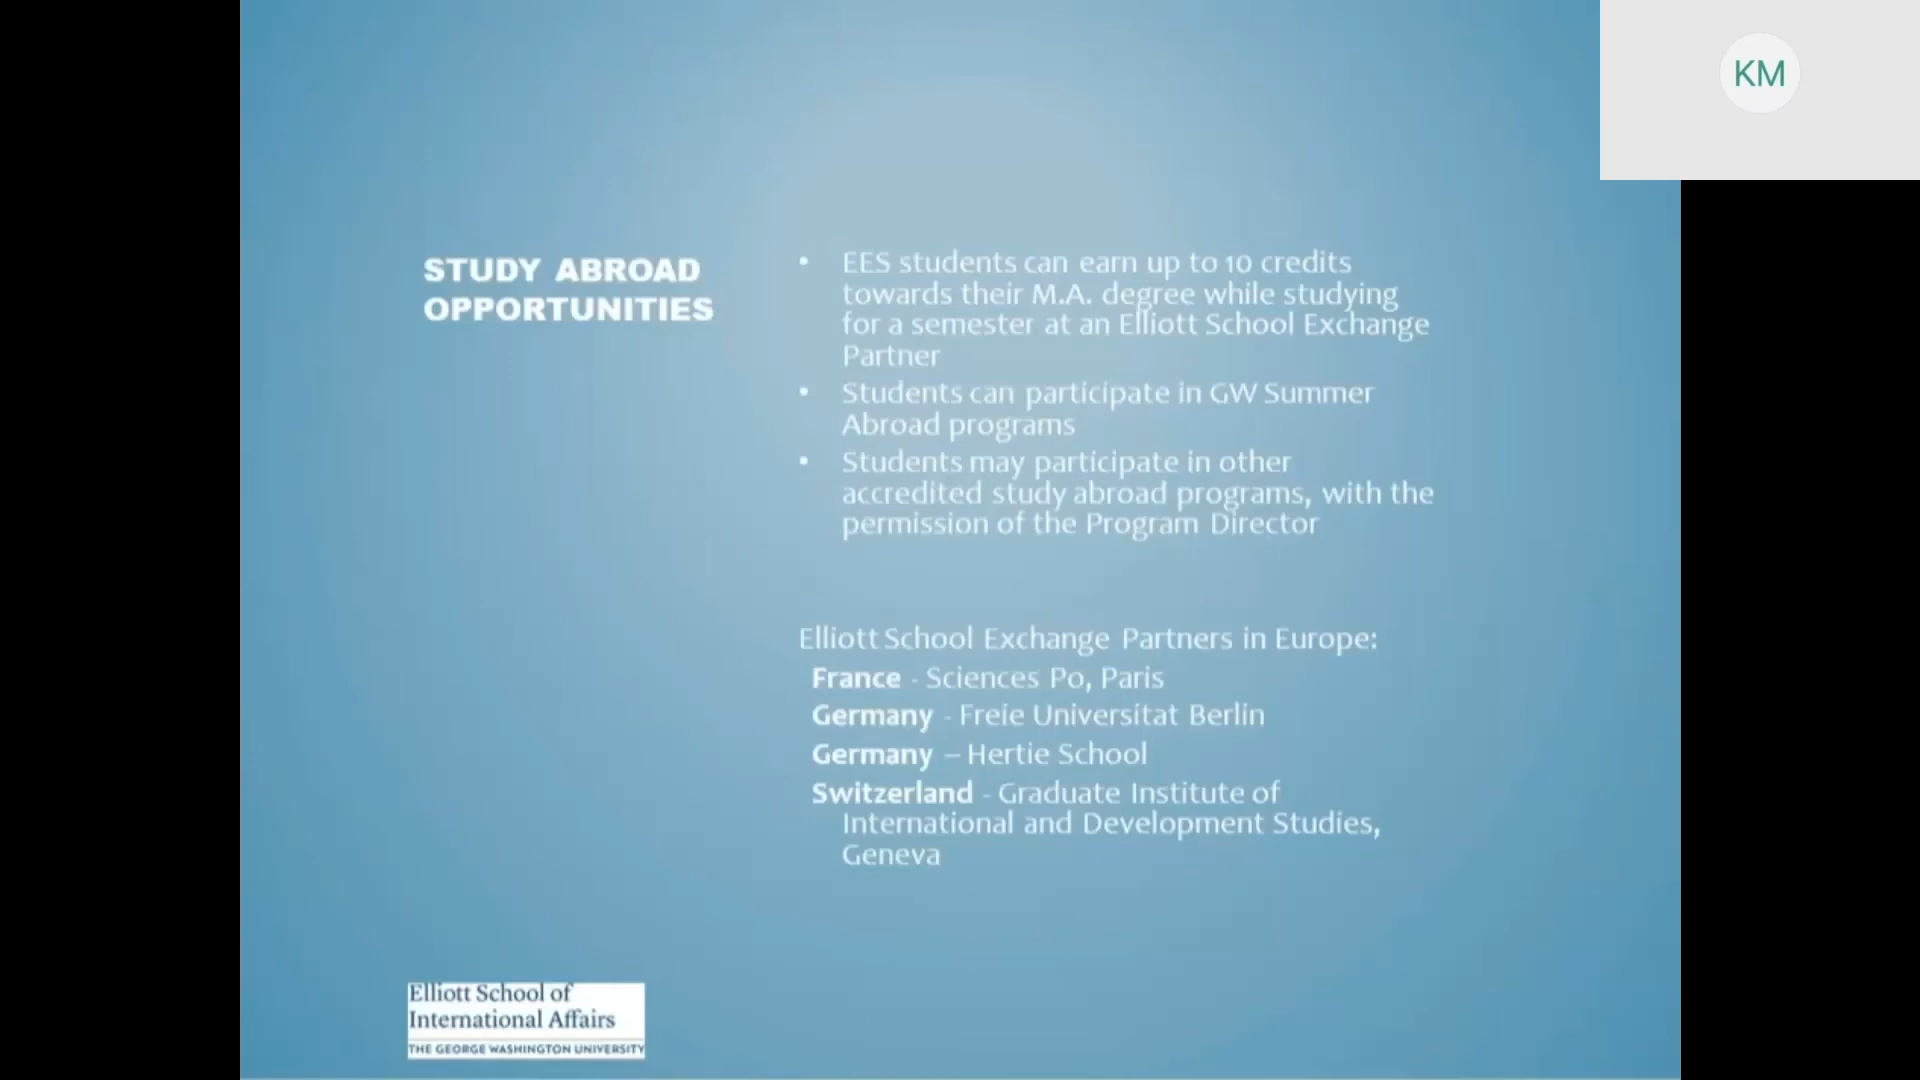 KM
STUDY ABROAD
OPPORTUNITIES
• EES students can earn up to 10 credits
towards their M.A. degree while studying
for a semester at an Elliott School Exchange
Partner
• Students can participate in GW Summer
Abroad programs
• Students may participate in other
accredited study abroad programs, with the
permission of the Program Director
Elliott School Exchange Partners in Europe:
France - Sciences Po, Paris
Germany - Freie Universitat Berlin
Germany – Hertie School
Switzerland - Graduate Institute of
International and Development Studies,
Geneva
Elliott School of
International Affairs
THE GEORGE WASHINGTON UNIVERSITY